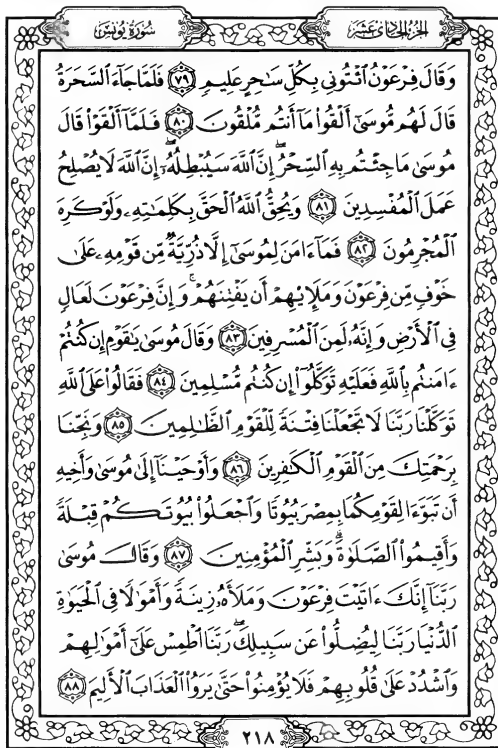 سُورَةُ يُونُسَ
الجُزْءُ الحَادِي عَشَرَ
وَقَالَ فِرْعَوْنُ ٱئْتُونِي بِكُلِّ سَٰحِرٍ عَلِيمٍ ٧٩ فَلَمَّا جَآءَ ٱلسَّحَرَةُ
قَالَ لَهُم مُّوسَىٰٓ أَلْقُوا۟ مَآ أَنتُم مُّلْقُونَ ٨٠ فَلَمَّآ أَلْقَوْا۟ قَالَ
مُوسَىٰ مَا جِئْتُم بِهِ ٱلسِّحْرُ ۖ إِنَّ ٱللَّهَ سَيُبْطِلُهُۥٓ ۖ إِنَّ ٱللَّهَ لَا يُصْلِحُ
عَمَلَ ٱلْمُفْسِدِينَ ٨١ وَيُحِقُّ ٱللَّهُ ٱلْحَقَّ بِكَلِمَٰتِهِۦ وَلَوْ كَرِهَ
ٱلْمُجْرِمُونَ ٨٢ فَمَآ ءَامَنَ لِمُوسَىٰٓ إِلَّا ذُرِّيَّةٌ مِّن قَوْمِهِۦ عَلَىٰ
خَوْفٍ مِّن فِرْعَوْنَ وَمَلَإِي۟هِمْ أَن يَفْتِنَهُمْ ۚ وَإِنَّ فِرْعَوْنَ لَعَالٍ
فِى ٱلْأَرْضِ وَإِنَّهُۥ لَمِنَ ٱلْمُسْرِفِينَ ٨٣ وَقَالَ مُوسَىٰ يَٰقَوْمِ إِن كُنتُمْ
ءَامَنتُم بِٱللَّهِ فَعَلَيْهِ تَوَكَّلُوٓا۟ إِن كُنتُم مُّسْلِمِينَ ٨٤ فَقَالُوا۟ عَلَى ٱللَّهِ
تَوَكَّلْنَا رَبَّنَا لَا تَجْعَلْنَا فِتْنَةً لِّلْقَوْمِ ٱلظَّٰلِمِينَ ٨٥ وَنَجِّنَا
بِرَحْمَتِكَ مِنَ ٱلْقَوْمِ ٱلْكَٰفِرِينَ ٨٦ وَأَوْحَيْنَآ إِلَىٰ مُوسَىٰ وَأَخِيهِ
أَن تَبَوَّءَا لِقَوْمِكُمَا بِمِصْرَ بُيُوتًا وَٱجْعَلُوا۟ بُيُوتَكُمْ قِبْلَةً
وَأَقِيمُوا۟ ٱلصَّلَوٰةَ ۗ وَبَشِّرِ ٱلْمُؤْمِنِينَ ٨٧ وَقَالَ مُوسَىٰ
رَبَّنَآ إِنَّكَ ءَاتَيْتَ فِرْعَوْنَ وَمَلَأَهُۥ زِينَةً وَأَمْوَٰلًا فِى ٱلْحَيَوٰةِ
ٱلدُّنْيَا رَبَّنَا لِيُضِلُّوا۟ عَن سَبِيلِكَ ۖ رَبَّنَا ٱطْمِسْ عَلَىٰٓ أَمْوَٰلِهِمْ
وَٱشْدُدْ عَلَىٰ قُلُوبِهِمْ فَلَا يُؤْمِنُوا۟ حَتَّىٰ يَرَوُا۟ ٱلْعَذَابَ ٱلْأَلِيمَ ٨٨
٢١٨